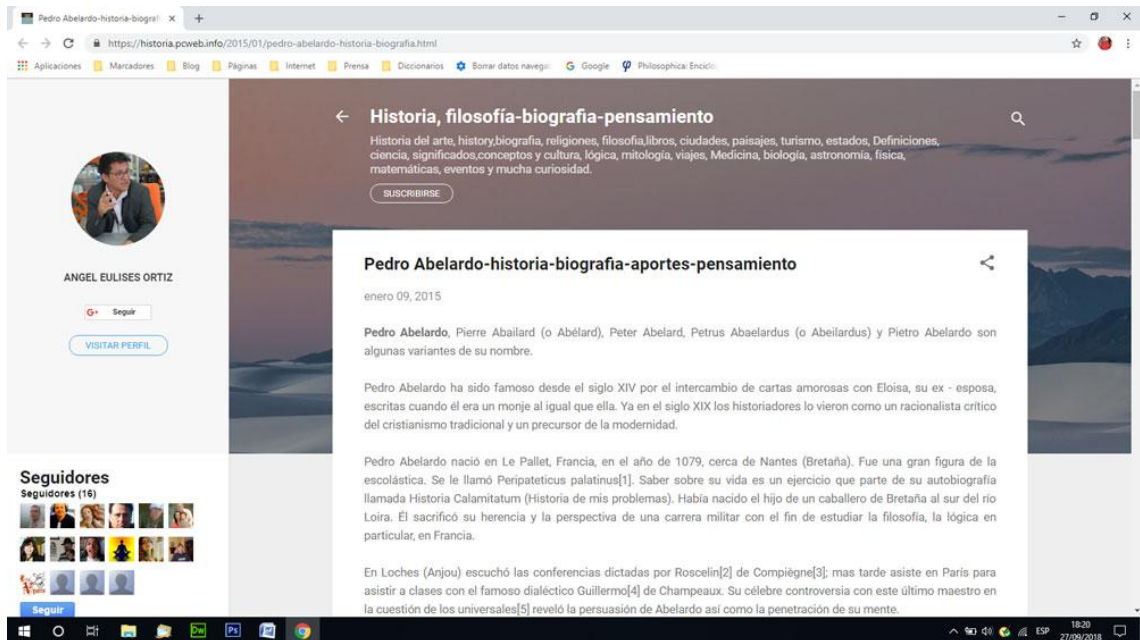 Pedro Abelardo-historia-biograf
https://historia.pcweb.info/2015/01/pedro-abelardo-historia-biografia.html
Aplicaciones Marcadores Blog Páginas Internet Prensa Diccionarios Borrar datos navega Google Philosophica: Enciclo
Historia, filosofía-biografia-pensamiento
Historia del arte, history,biografia, religiones, filosofia,libros, ciudades, paisajes, turismo, estados, Definiciones,
ciencia, significados,conceptos y cultura, lógica, mitología, viajes, Medicina, biología, astronomía, física,
matemáticas, eventos y mucha curiosidad.
SUSCRIBIRSE
ANGEL EULISES ORTIZ
G+ Seguir
VISITAR PERFIL
Pedro Abelardo-historia-biografia-aportes-pensamiento
enero 09, 2015
Pedro Abelardo, Pierre Abailard (o Abélard), Peter Abelard, Petrus Abaelardus (o Abeilardus) y Pietro Abelardo son
algunas variantes de su nombre.
Pedro Abelardo ha sido famoso desde el siglo XIV por el intercambio de cartas amorosas con Eloisa, su ex - esposa,
escritas cuando él era un monje al igual que ella. Ya en el siglo XIX los historiadores lo vieron como un racionalista crítico
del cristianismo tradicional y un precursor de la modernidad.
Pedro Abelardo nació en Le Pallet, Francia, en el año de 1079, cerca de Nantes (Bretaña). Fue una gran figura de la
escolástica. Se le llamó Peripateticus palatinus[1]. Saber sobre su vida es un ejercicio que parte de su autobiografía
llamada Historia Calamitatum (Historia de mis problemas). Había nacido el hijo de un caballero de Bretaña al sur del río
Loira. Él sacrificó su herencia y la perspectiva de una carrera militar con el fin de estudiar la filosofía, la lógica en
particular, en Francia.
En Loches (Anjou) escuchó las conferencias dictadas por Roscelin[2] de Compiègne[3]; mas tarde asiste en París para
asistir a clases con el famoso dialéctico Guillermo[4] de Champeaux. Su célebre controversia con este último maestro en
la cuestión de los universales[5] reveló la persuasión de Abelardo así como la penetración de su mente.
Seguidores
Seguidores (16)
Seguir
Dw Ps
ESP
18:20
27/09/2018